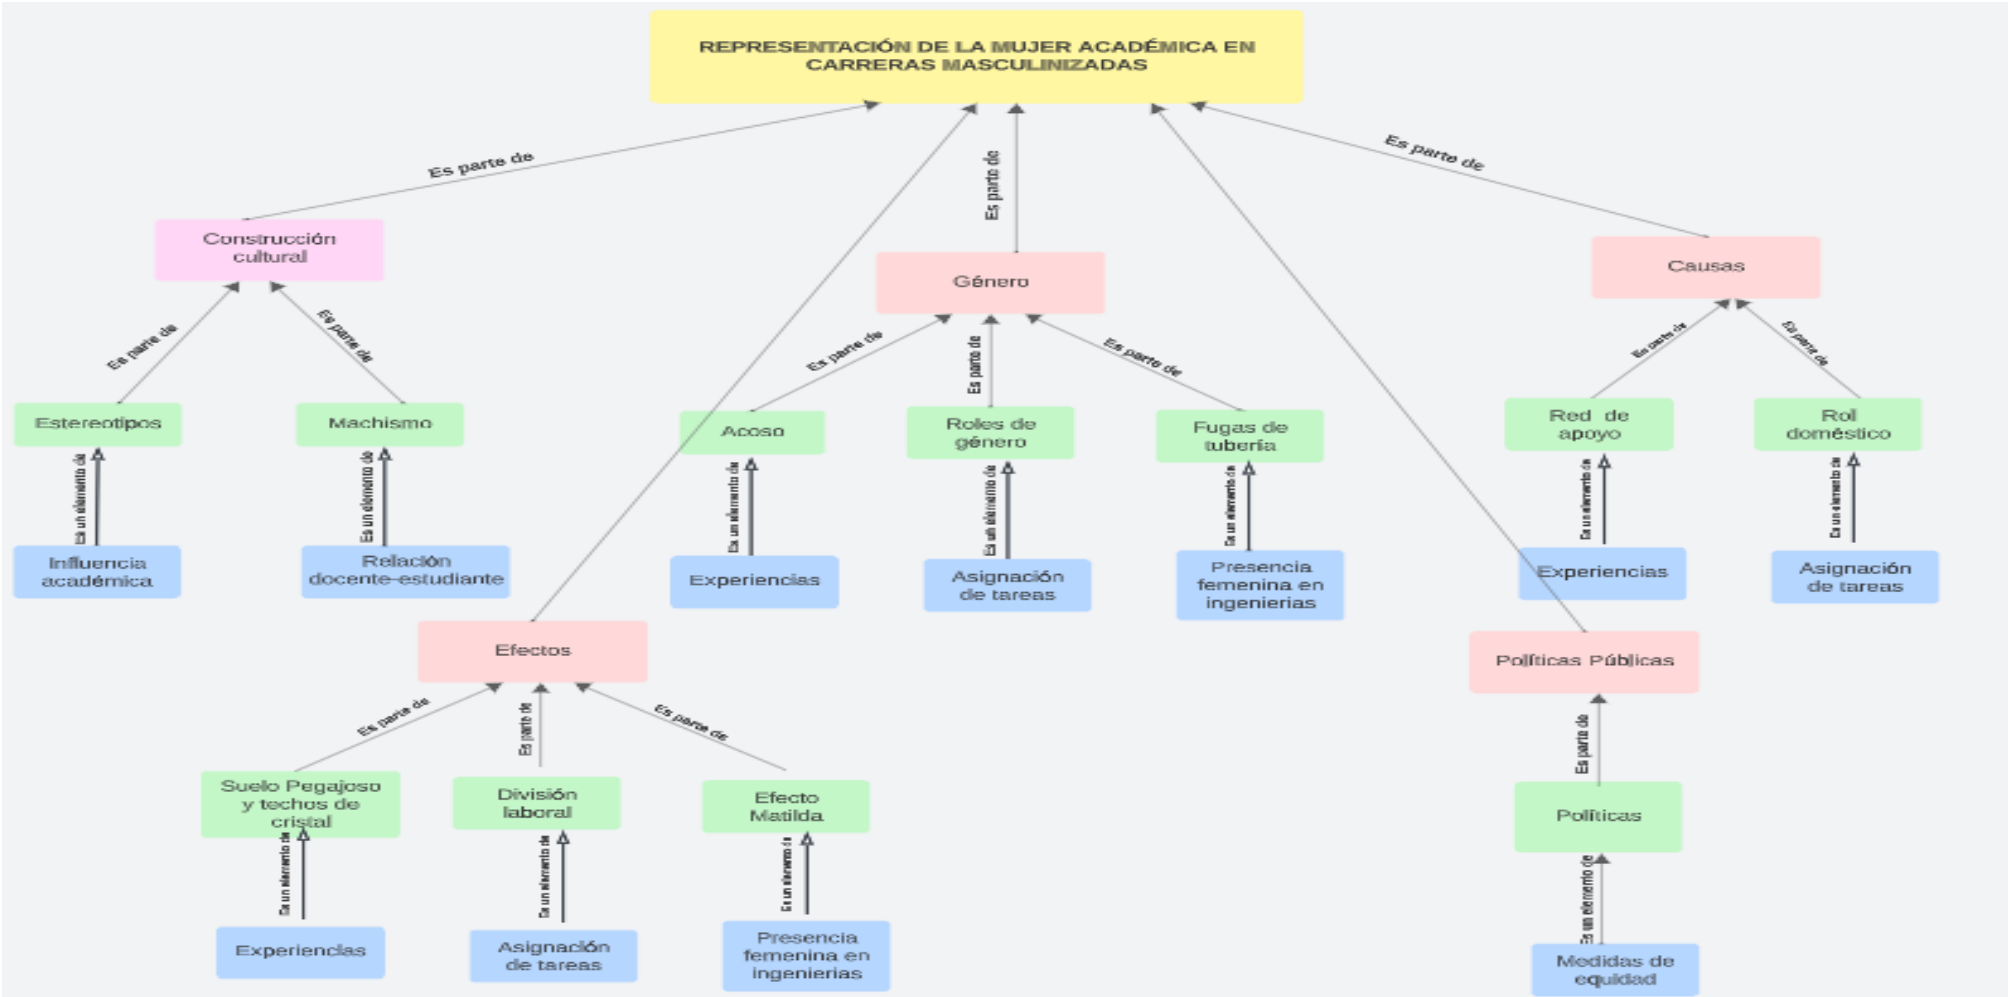 REPRESENTACIÓN DE LA MUJER ACADÉMICA EN
CARRERAS MASCULINIZADAS
Es parte de
Es parte de
Es parte de
Construcción
cultural
Género
Causas
Es parte de
Es parte de
Es parte de
Es parte de
Es parte de
Es parte de
Es parte de
Estereotipos
Machismo
Acoso
Roles de
género
Fugas de
tubería
Red de
apoyo
Rol
doméstico
Es un elemento de
Es un elemento de
Es un elemento de
Es un elemento de
Es un elemento de
Es un elemento de
Es un elemento de
Influencia
académica
Relación
docente-estudiante
Experiencias
Asignación
de tareas
Presencia
femenina en
ingenierias
Experiencias
Asignación
de tareas
Efectos
Políticas Públicas
Es parte de
Es parte de
Es parte de
Es parte de
Suelo Pegajoso
y techos de
cristal
División
laboral
Efecto
Matilda
Políticas
Es un elemento de
Es un elemento de
Es un elemento de
Es un elemento de
Experiencias
Asignación
de tareas
Presencia
femenina en
ingenierias
Medidas de
equidad